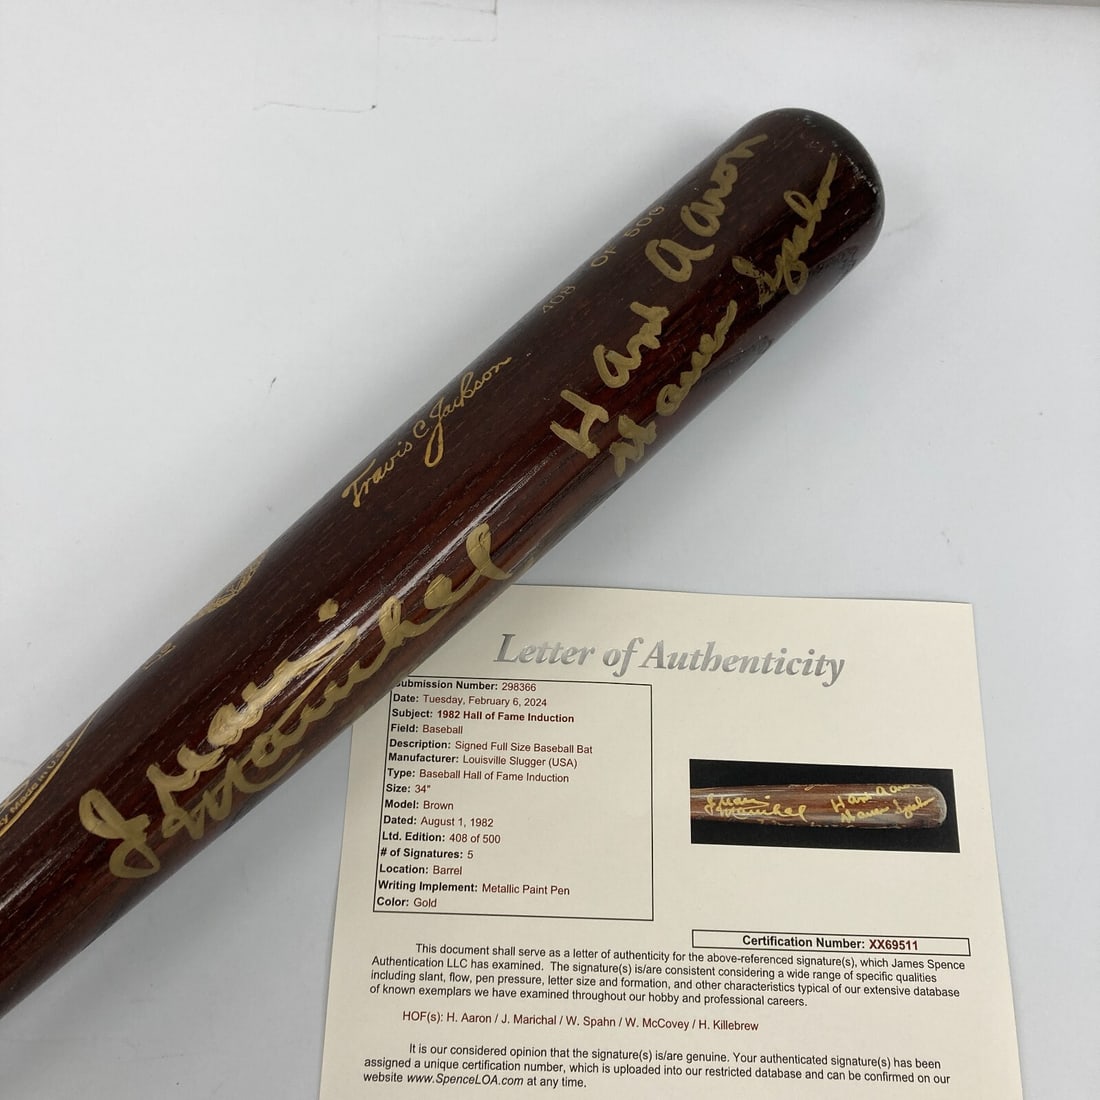 408 OF 500
Travis C Jackson
Hank Aaron
Warren Spahn
Juan
Marichal
82
Made in U.S.A.
Letter of Authenticity
Submission Number: 298366
Date: Tuesday, February 6, 2024
Subject: 1982 Hall of Fame Induction
Field: Baseball
Description: Signed Full Size Baseball Bat
Manufacturer: Louisville Slugger (USA)
Type: Baseball Hall of Fame Induction
Size: 34"
Model: Brown
Dated: August 1, 1982
Ltd. Edition: 408 of 500
# of Signatures: 5
Location: Barrel
Writing Implement: Metallic Paint Pen
Color: Gold
Juan Hank Aaron
Marichal Warren Spahn
Certification Number: XX69511
This document shall serve as a letter of authenticity for the above-referenced signature(s), which James Spence
Authentication LLC has examined. The signature(s) is/are consistent considering a wide range of specific qualities
including slant, flow, pen pressure, letter size and formation, and other characteristics typical of our extensive database
of known exemplars we have examined throughout our hobby and professional careers.
HOF(s): H. Aaron / J. Marichal / W. Spahn / W. McCovey / H. Killebrew
It is our considered opinion that the signature(s) is/are genuine. Your authenticated signature(s) has been
assigned a unique certification number, which is uploaded into our restricted database and can be confirmed on our
website www.SpenceLOA.com at any time.